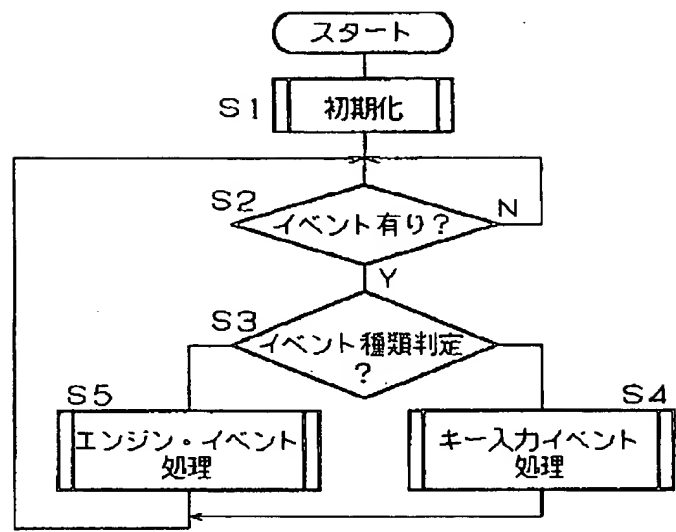 スタート
S1
初期化
S2
イベント有り?
N
Y
S3
イベント種類判定
?
S5
エンジン・イベント
処理
S4
キー入力イベント
処理